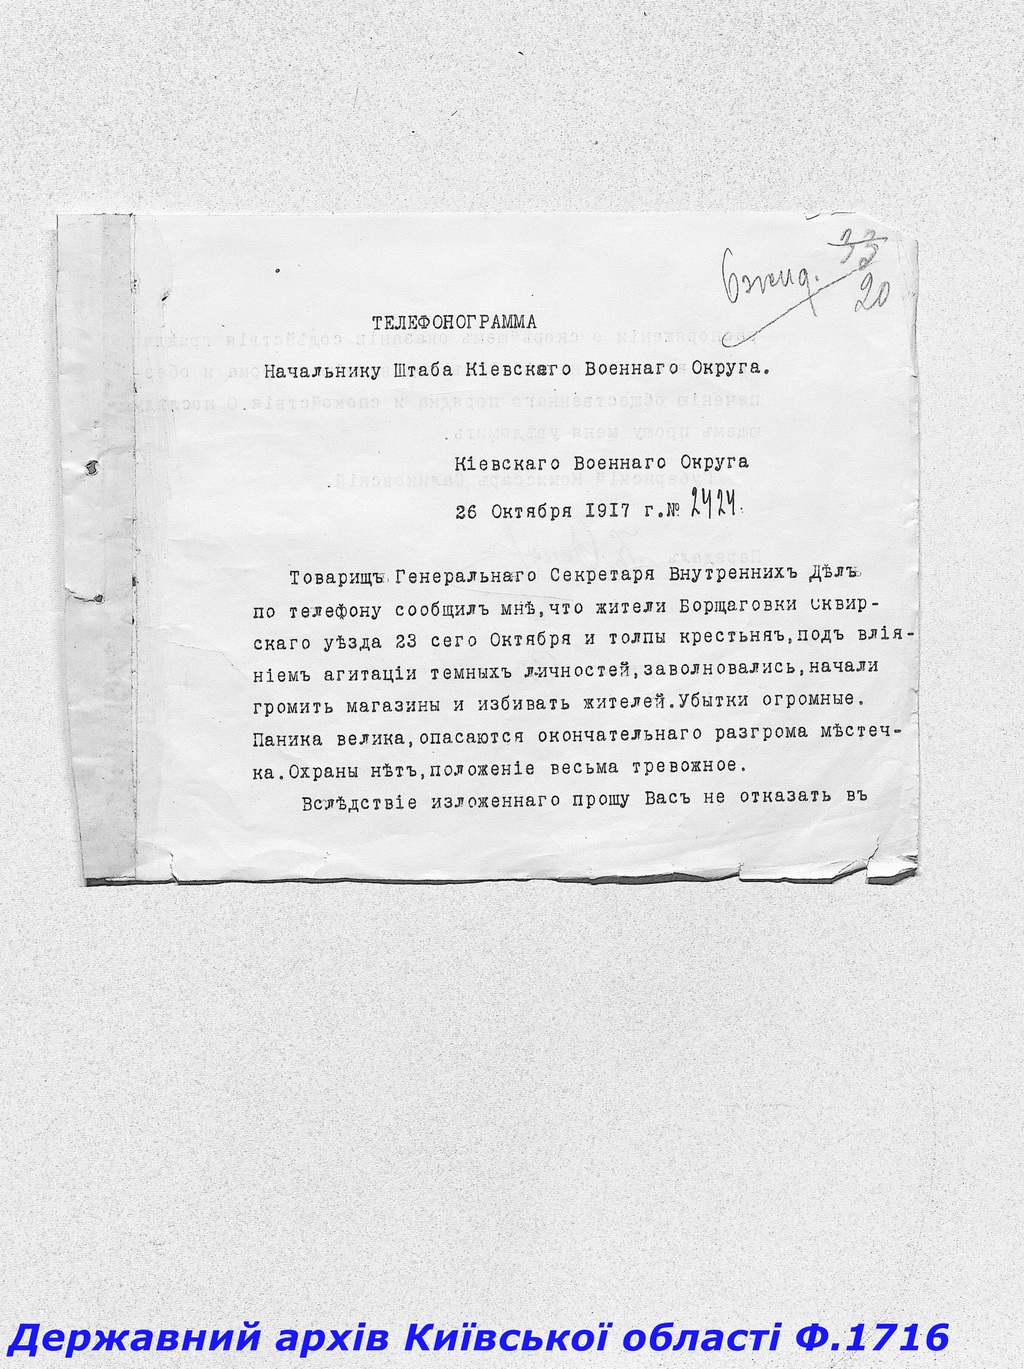 33
20
ТЕЛЕФОНОГРАММА
Начальнику Штаба Кіевскаго Военнаго Округа.
Кіевскаго Военнаго Округа
26 Октября 1917 г.№ 2424.
Товарищъ Генеральнаго Секретаря Внутреннихъ Дѣлъ
по телефону сообщилъ мнѣ,что жители Борщаговки Сквир-
скаго уѣзда 23 сего Октября и толпы крестьняъ,подъ влія-
ніемъ агитаціи темныхъ личностей,заволновались,начали
громить магазины и избивать жителей.Убытки огромные.
Паника велика,опасаются окончательнаго разгрома мѣстеч-
ка.Охраны нѣтъ,положеніе весьма тревожное.
Вслѣдствіе изложеннаго прошу Васъ не отказать въ
Державний архів Київської області Ф.1716